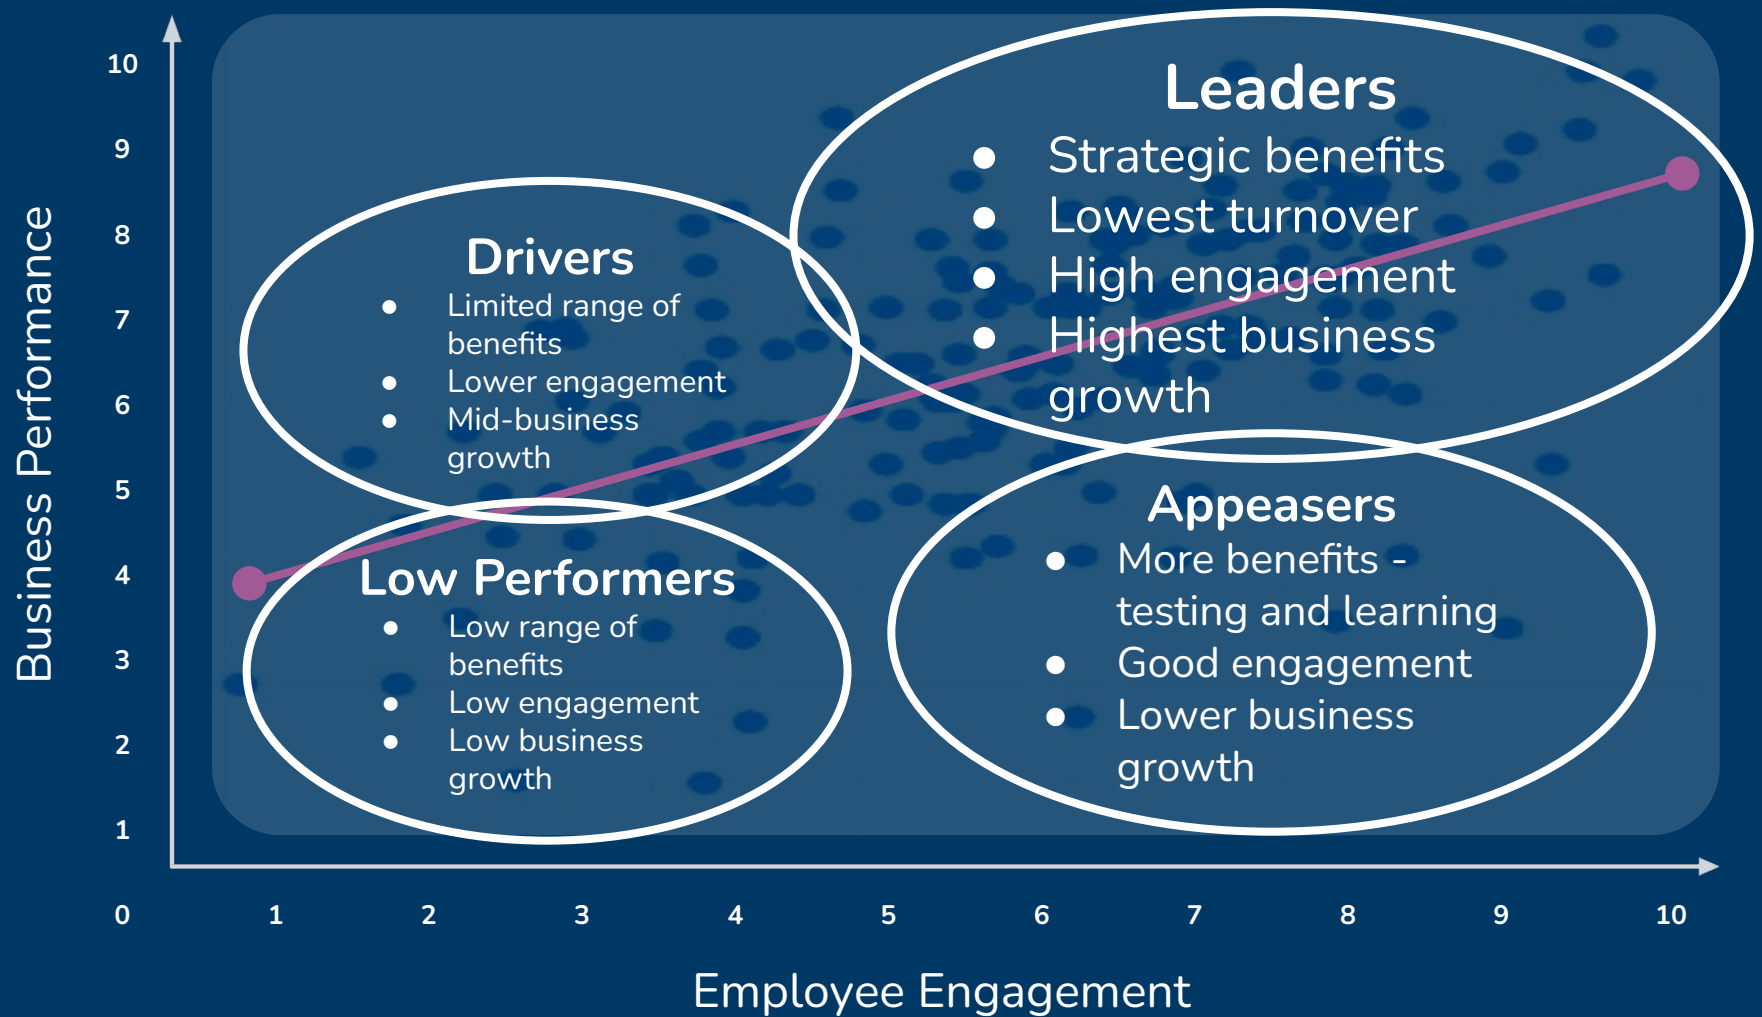 Business Performance
10
9
8
7
6
5
4
3
2
1
0
Leaders
● Strategic benefits
● Lowest turnover
● High engagement
● Highest business
growth
Drivers
● Limited range of
benefits
● Lower engagement
● Mid-business
growth
Low Performers
● Low range of
benefits
● Low engagement
● Low business
growth
Appeasers
● More benefits -
testing and learning
● Good engagement
● Lower business
growth
1 2 3 4 5 6 7 8 9 10
Employee Engagement